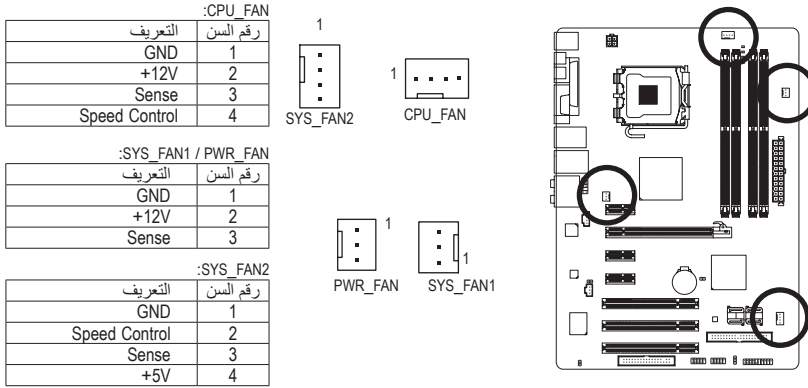 CPU_FAN:
رقم السن التعريف
1 GND
2 +12V
3 Sense
4 Speed Control
SYS_FAN1 / PWR_FAN:
رقم السن التعريف
1 GND
2 +12V
3 Sense
SYS_FAN2:
رقم السن التعريف
1 GND
2 Speed Control
3 Sense
4 +5V
1
SYS_FAN2
1
CPU_FAN
1
PWR_FAN
1
SYS_FAN1